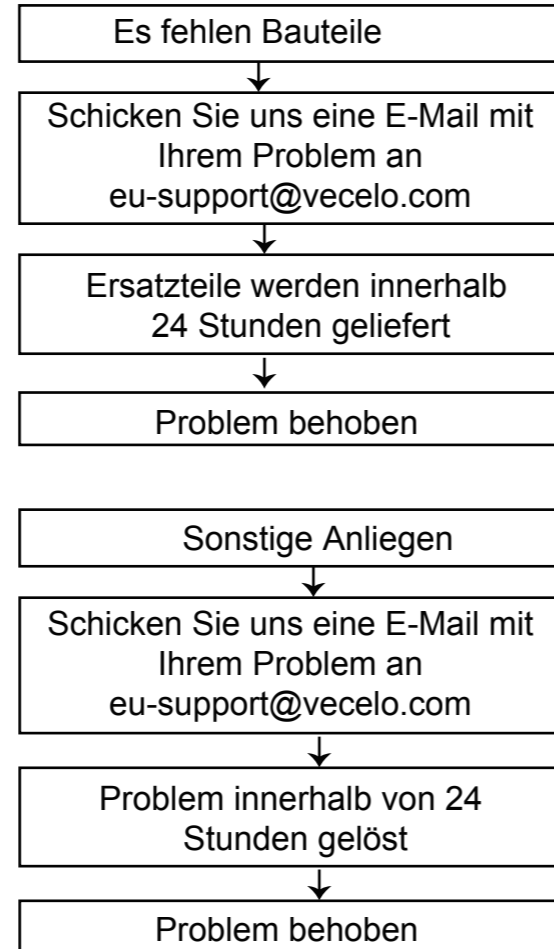 Es fehlen Bauteile
Schicken Sie uns eine E-Mail mit
Ihrem Problem an
eu-support@vecelo.com
Ersatzteile werden innerhalb
24 Stunden geliefert
Problem behoben
Sonstige Anliegen
Schicken Sie uns eine E-Mail mit
Ihrem Problem an
eu-support@vecelo.com
Problem innerhalb von 24
Stunden gelöst
Problem behoben